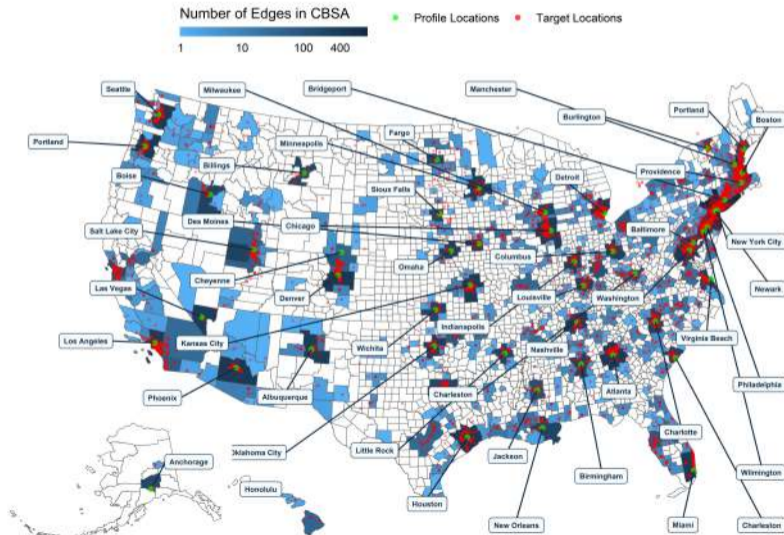 Number of Edges in CBSA
Profile Locations
Target Locations
1 10 100 400
Seattle
Milwaukee
Bridgeport
Manchester
Burlington
Portland
Boston
Portland
Minneapolis
Fargo
Billings
Boise
Sioux Falls
Detroit
Providence
Des Moines
Chicago
Salt Lake City
Baltimore
New York City
Columbus
Omaha
Cheyenne
Las Vegas
Denver
Louisville
Washington
Newark
Los Angeles
Kansas City
Indianapolis
Wichita
Nashville
Virginia Beach
Philadelphia
Phoenix
Albuquerque
Charleston
Atlanta
Oklahoma City
Little Rock
Jackson
Charlotte
Anchorage
Honolulu
Houston
Birmingham
Wilmington
New Orleans
Miami
Charleston